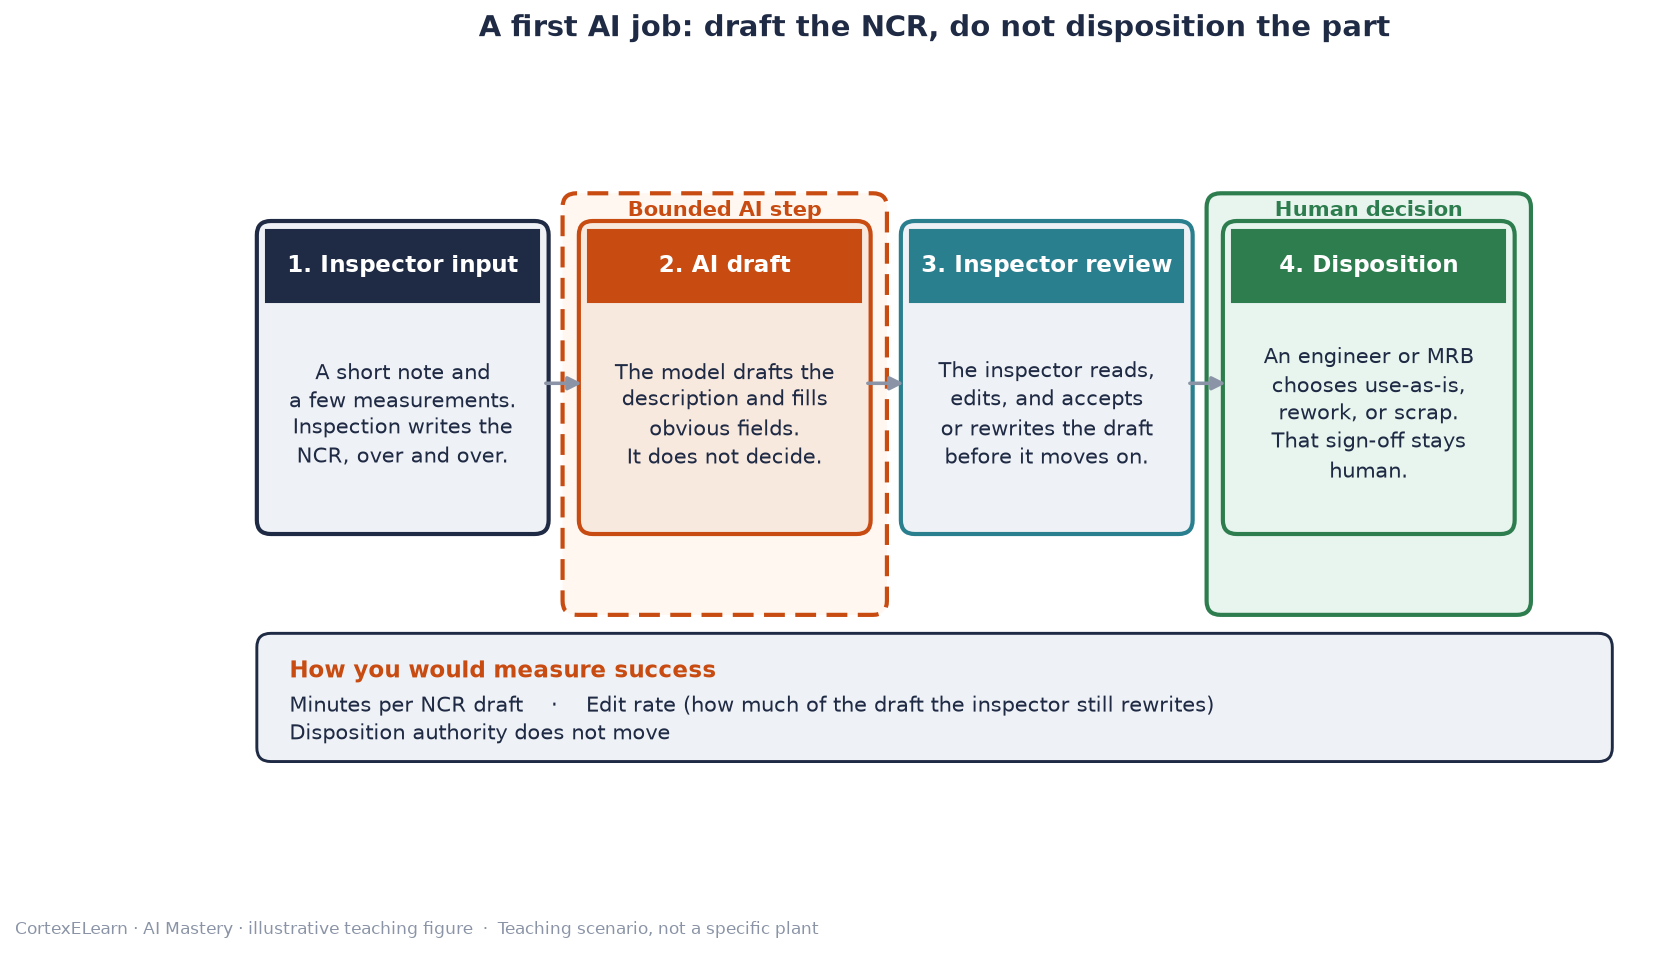 A first AI job: draft the NCR, do not disposition the part
Bounded AI step
Human decision
1. Inspector input
2. AI draft
3. Inspector review
4. Disposition
A short note and
a few measurements.
Inspection writes the
NCR, over and over.
The model drafts the
description and fills
obvious fields.
It does not decide.
The inspector reads,
edits, and accepts
or rewrites the draft
before it moves on.
An engineer or MRB
chooses use-as-is,
rework, or scrap.
That sign-off stays
human.
How you would measure success
Minutes per NCR draft · Edit rate (how much of the draft the inspector still rewrites)
Disposition authority does not move
CortexELearn · AI Mastery · illustrative teaching figure · Teaching scenario, not a specific plant